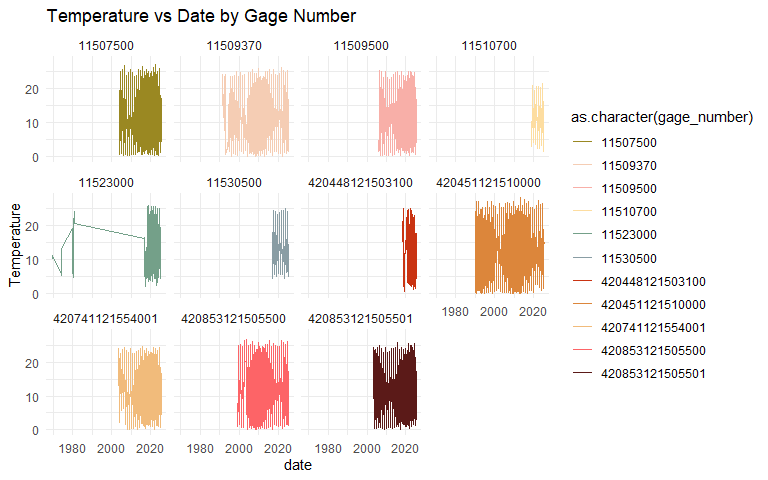 Temperature vs Date by Gage Number
11507500 11509370 11509500 11510700
20
10
0
11523000 11530500 420448121503100 420451121510000
20
10
0
1980 2000 2020
420741121554001 420853121505500 420853121505501
20
10
0
1980 2000 2020 1980 2000 2020 1980 2000 2020
Temperature
date
as.character(gage_number)
11507500
11509370
11509500
11510700
11523000
11530500
420448121503100
420451121510000
420741121554001
420853121505500
420853121505501